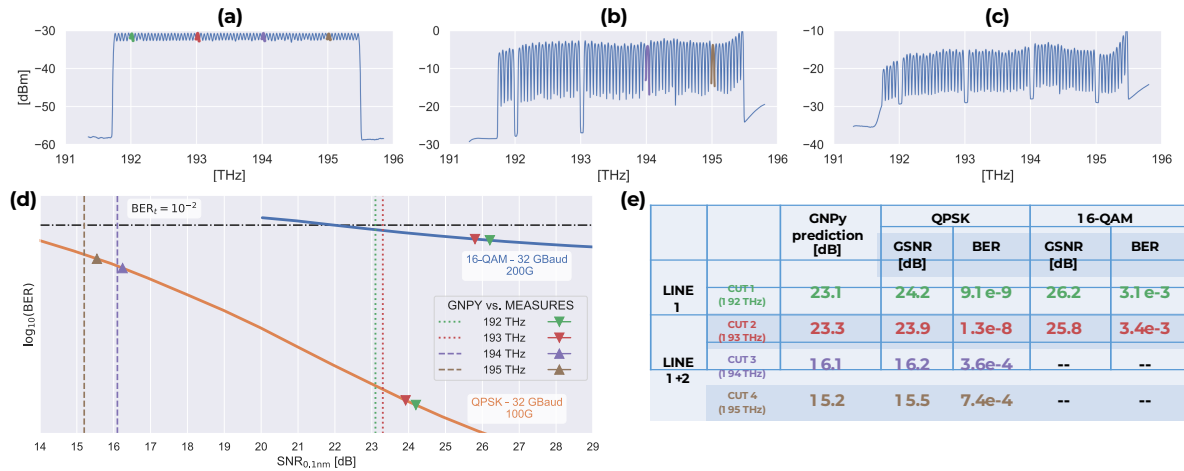 (a)
(b)
(c)
−30
−40
−50
−60
[dBm]
191
192
193
194
195
196
[THz]
0
−10
−20
−30
191
192
193
194
195
196
[THz]
−10
−20
−30
−40
191
192
193
194
195
196
[THz]
(d)
BERt = 10−2
16-QAM - 32 GBaud
200G
GNPY vs. MEASURES
192 THz
193 THz
194 THz
195 THz
QPSK - 32 GBaud
100G
log10(BER)
14 15 16 17 18 19 20 21 22 23 24 25 26 27 28 29
SNR0,1nm [dB]
(e)
GNPy prediction [dB] QPSK 16-QAM
GSNR [dB] BER GSNR [dB] BER
LINE 1
CUT 1 (192 THz) 23.1 24.2 9.1e-9 26.2 3.1e-3
CUT 2 (193 THz) 23.3 23.9 1.3e-8 25.8 3.4e-3
LINE 1+2
CUT 3 (194 THz) 16.1 16.2 3.6e-4 -- --
CUT 4 (195 THz) 15.2 15.5 7.4e-4 -- --